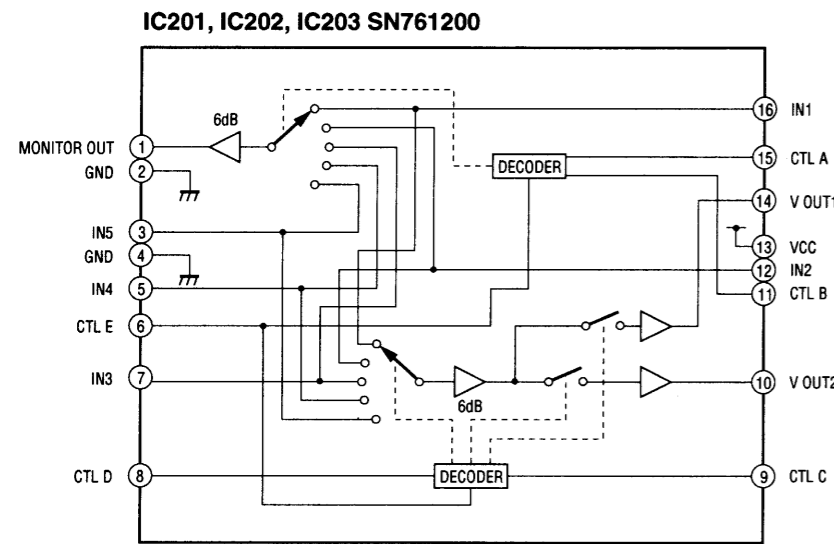 IC201, IC202, IC203 SN761200
6dB
MONITOR OUT 1
GND 2
IN5 3
GND 4
IN4 5
CTL E 6
IN3 7
CTL D 8
DECODER
16 IN1
15 CTL A
14 V OUT1
13 VCC
12 IN2
11 CTL B
10 V OUT2
9 CTL C
6dB
DECODER